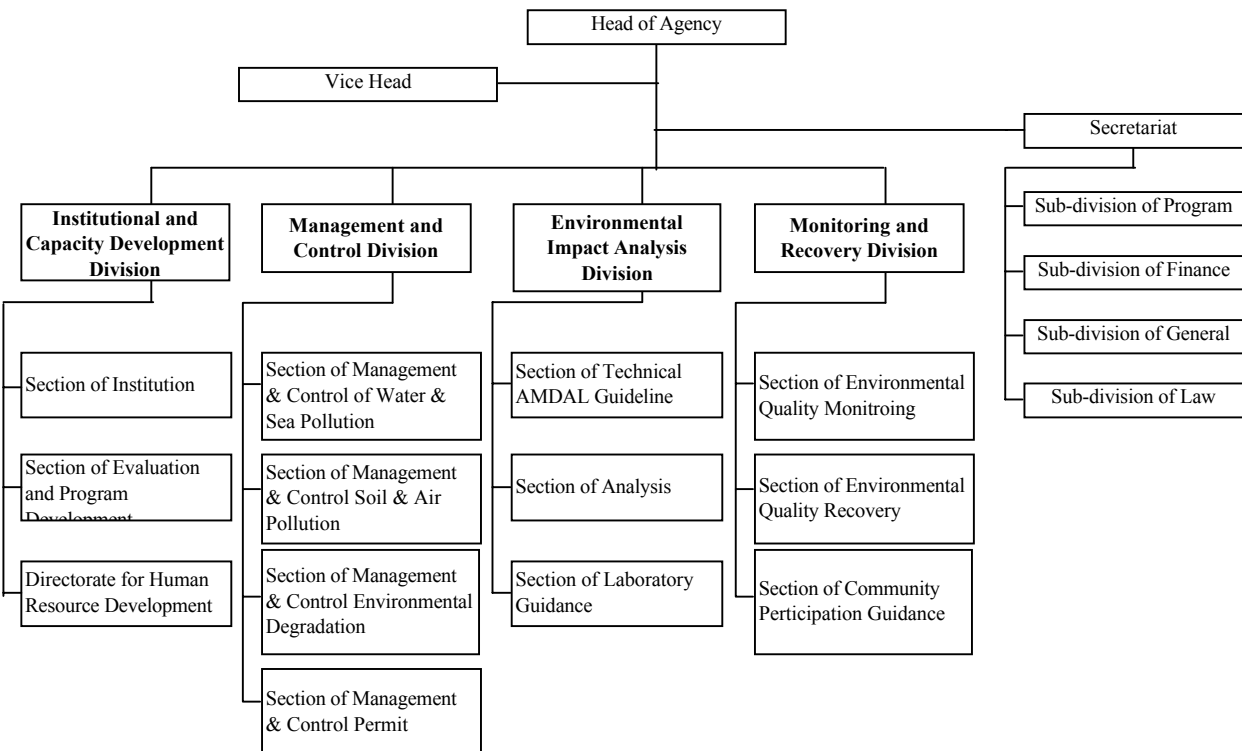 Head of Agency
Vice Head
Secretariat
Institutional and
Capacity Development
Division
Management and
Control Division
Environmental
Impact Analysis
Division
Monitoring and
Recovery Division
Sub-division of Program
Sub-division of Finance
Sub-division of General
Sub-division of Law
Section of Institution
Section of Evaluation
and Program
Development
Directorate for Human
Resource Development
Section of Management
& Control of Water &
Sea Pollution
Section of Management
& Control Soil & Air
Pollution
Section of Management
& Control Environmental
Degradation
Section of Management
& Control Permit
Section of Technical
AMDAL Guideline
Section of Analysis
Section of Laboratory
Guidance
Section of Environmental
Quality Monitroing
Section of Environmental
Quality Recovery
Section of Community
Perticipation Guidance